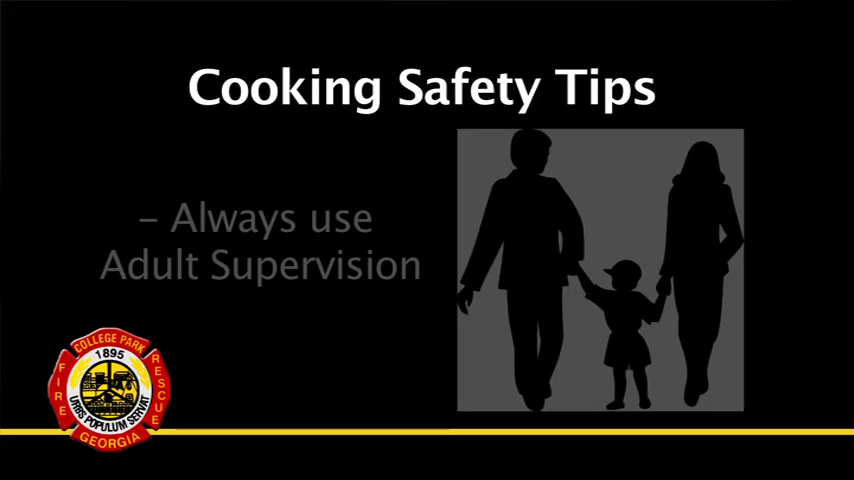 Cooking Safety Tips
– Always use
Adult Supervision
COLLEGE PARK
1895
FIRE
RESCUE
URBS POPULUM SERVAT
GEORGIA